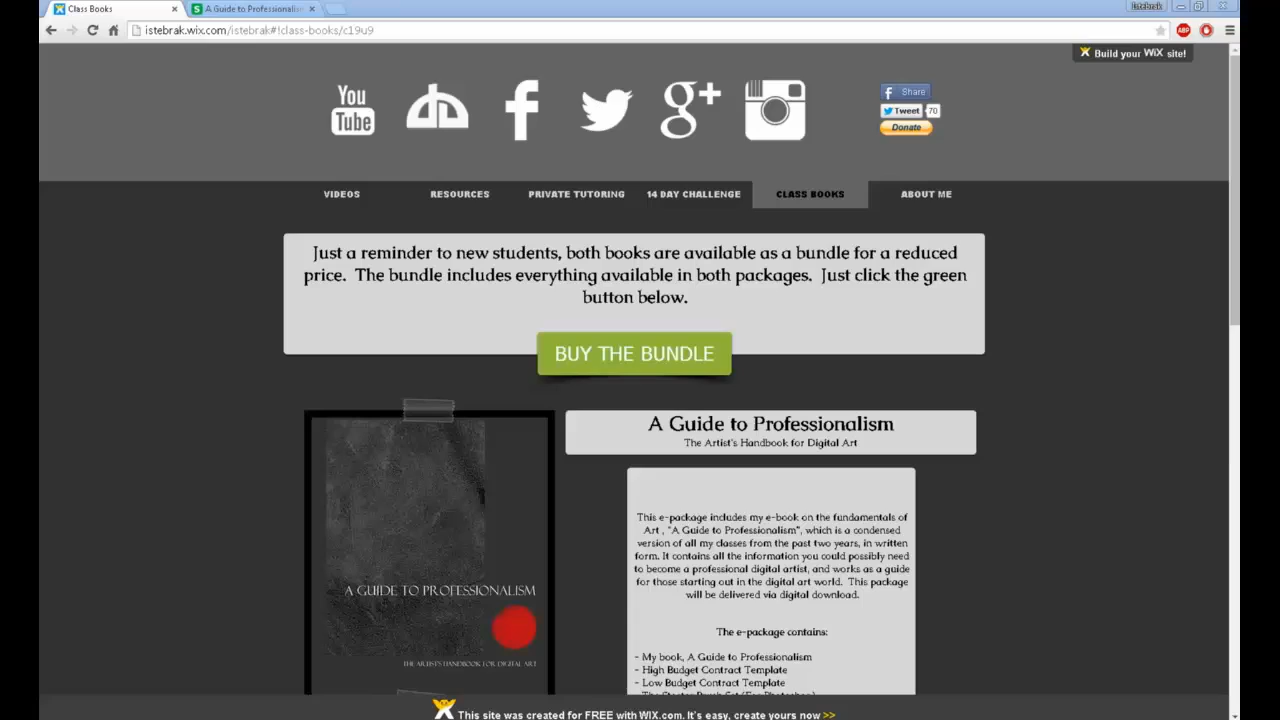 Class Books
A Guide to Professionalism
Istebrak
istebrak.wix.com/istebrak#!class-books/c19u9
ABP
Build your WiX site!
You
Tube
f
g+
Share
Tweet 70
Donate
VIDEOS RESOURCES PRIVATE TUTORING 14 DAY CHALLENGE CLASS BOOKS ABOUT ME
Just a reminder to new students, both books are available as a bundle for a reduced
price. The bundle includes everything available in both packages. Just click the green
button below.
BUY THE BUNDLE
A Guide to Professionalism
The Artist's Handbook for Digital Art
A GUIDE TO PROFESSIONALISM
THE ARTIST'S HANDBOOK FOR DIGITAL ART
This e-package includes my e-book on the fundamentals of
Art , "A Guide to Professionalism", which is a condensed
version of all my classes from the past two years, in written
form. It contains all the information you could possibly need
to become a professional digital artist, and works as a guide
for those starting out in the digital art world. This package
will be delivered via digital download.
The e-package contains:
- My book, A Guide to Professionalism
- High Budget Contract Template
- Low Budget Contract Template
This site was created for FREE with WIX.com. It's easy, create yours now >>